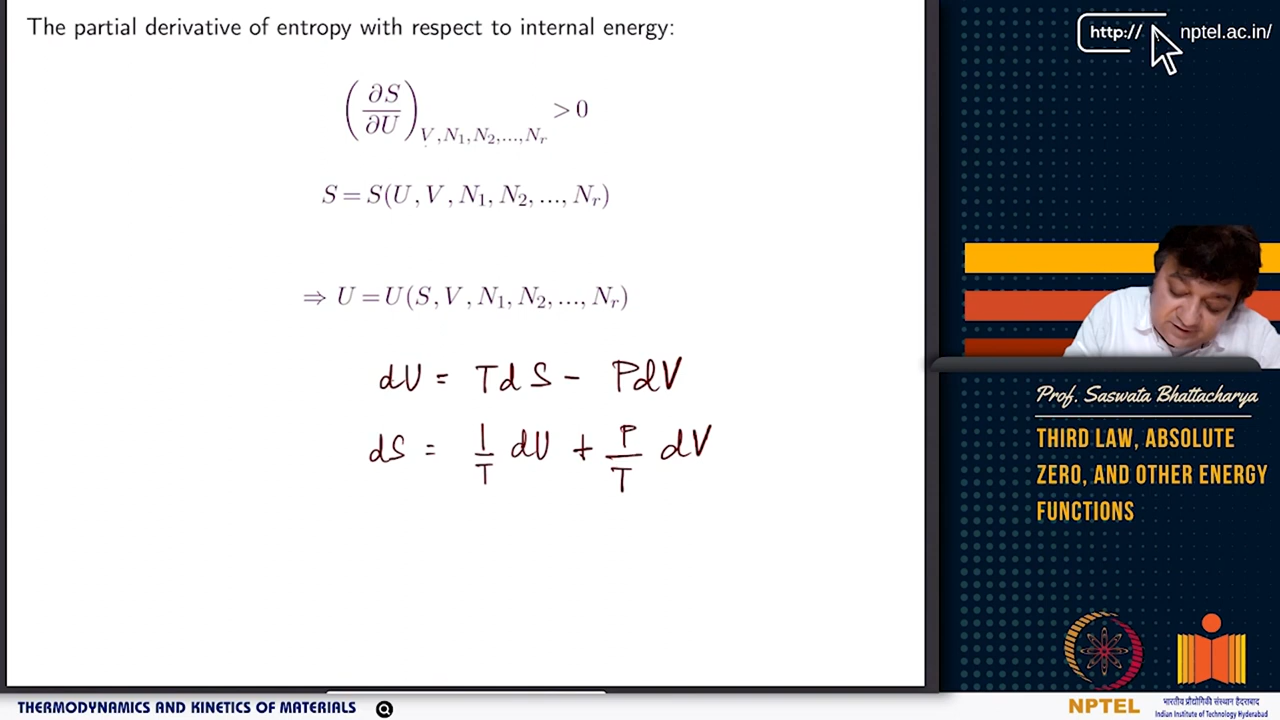 The partial derivative of entropy with respect to internal energy:
(∂S/∂U)_{V,N₁,N₂,...,Nᵣ} > 0
S = S(U, V, N₁, N₂, ..., Nᵣ)
⇒ U = U(S, V, N₁, N₂, ..., Nᵣ)
dU = TdS - PdV
dS = 1/T dU + P/T dV
http://
nptel.ac.in/
Prof. Saswata Bhattacharya
THIRD LAW, ABSOLUTE
ZERO, AND OTHER ENERGY
FUNCTIONS
THERMODYNAMICS AND KINETICS OF MATERIALS
NPTEL
भारतीय प्रौद्योगिकी संस्थान हैदराबाद
Indian Institute of Technology Hyderabad